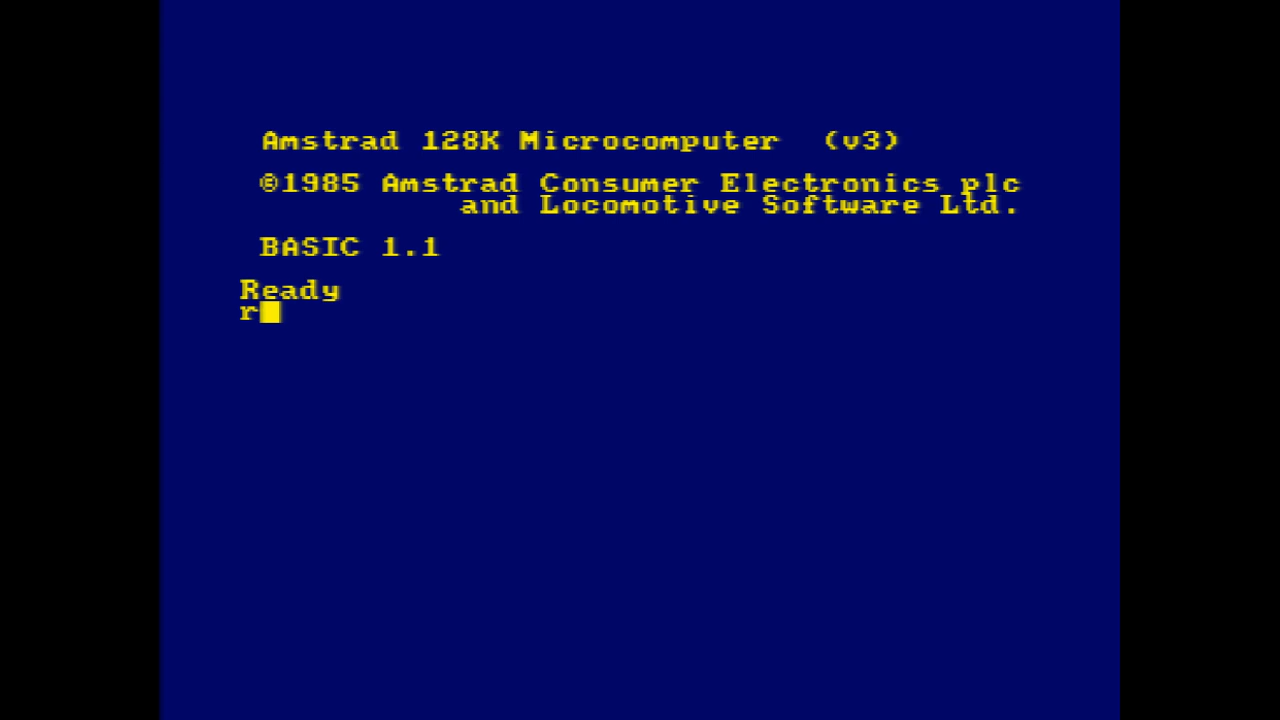 Amstrad 128K Microcomputer  (v3)
©1985 Amstrad Consumer Electronics plc
and Locomotive Software Ltd.
BASIC 1.1
Ready
r